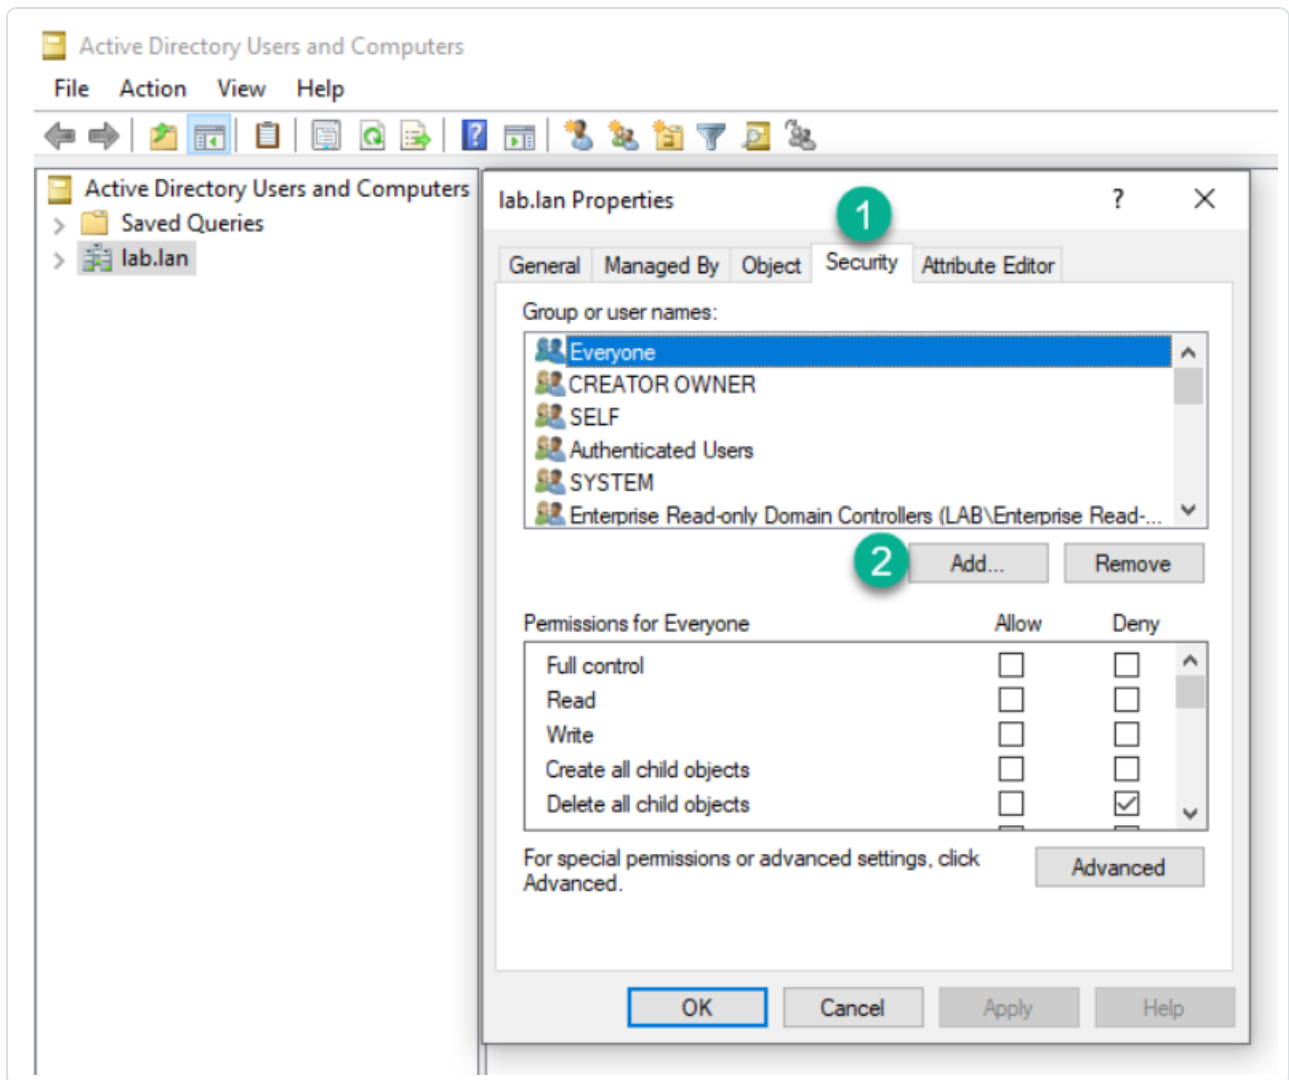 Active Directory Users and Computers
File Action View Help
Active Directory Users and Computers
Saved Queries
lab.lan
lab.lan Properties ?
1
General Managed By Object Security Attribute Editor
Group or user names:
Everyone
CREATOR OWNER
SELF
Authenticated Users
SYSTEM
Enterprise Read-only Domain Controllers (LAB\Enterprise Read-...
2 Add... Remove
Permissions for Everyone Allow Deny
Full control
Read
Write
Create all child objects
Delete all child objects
For special permissions or advanced settings, click
Advanced.
Advanced
OK Cancel Apply Help